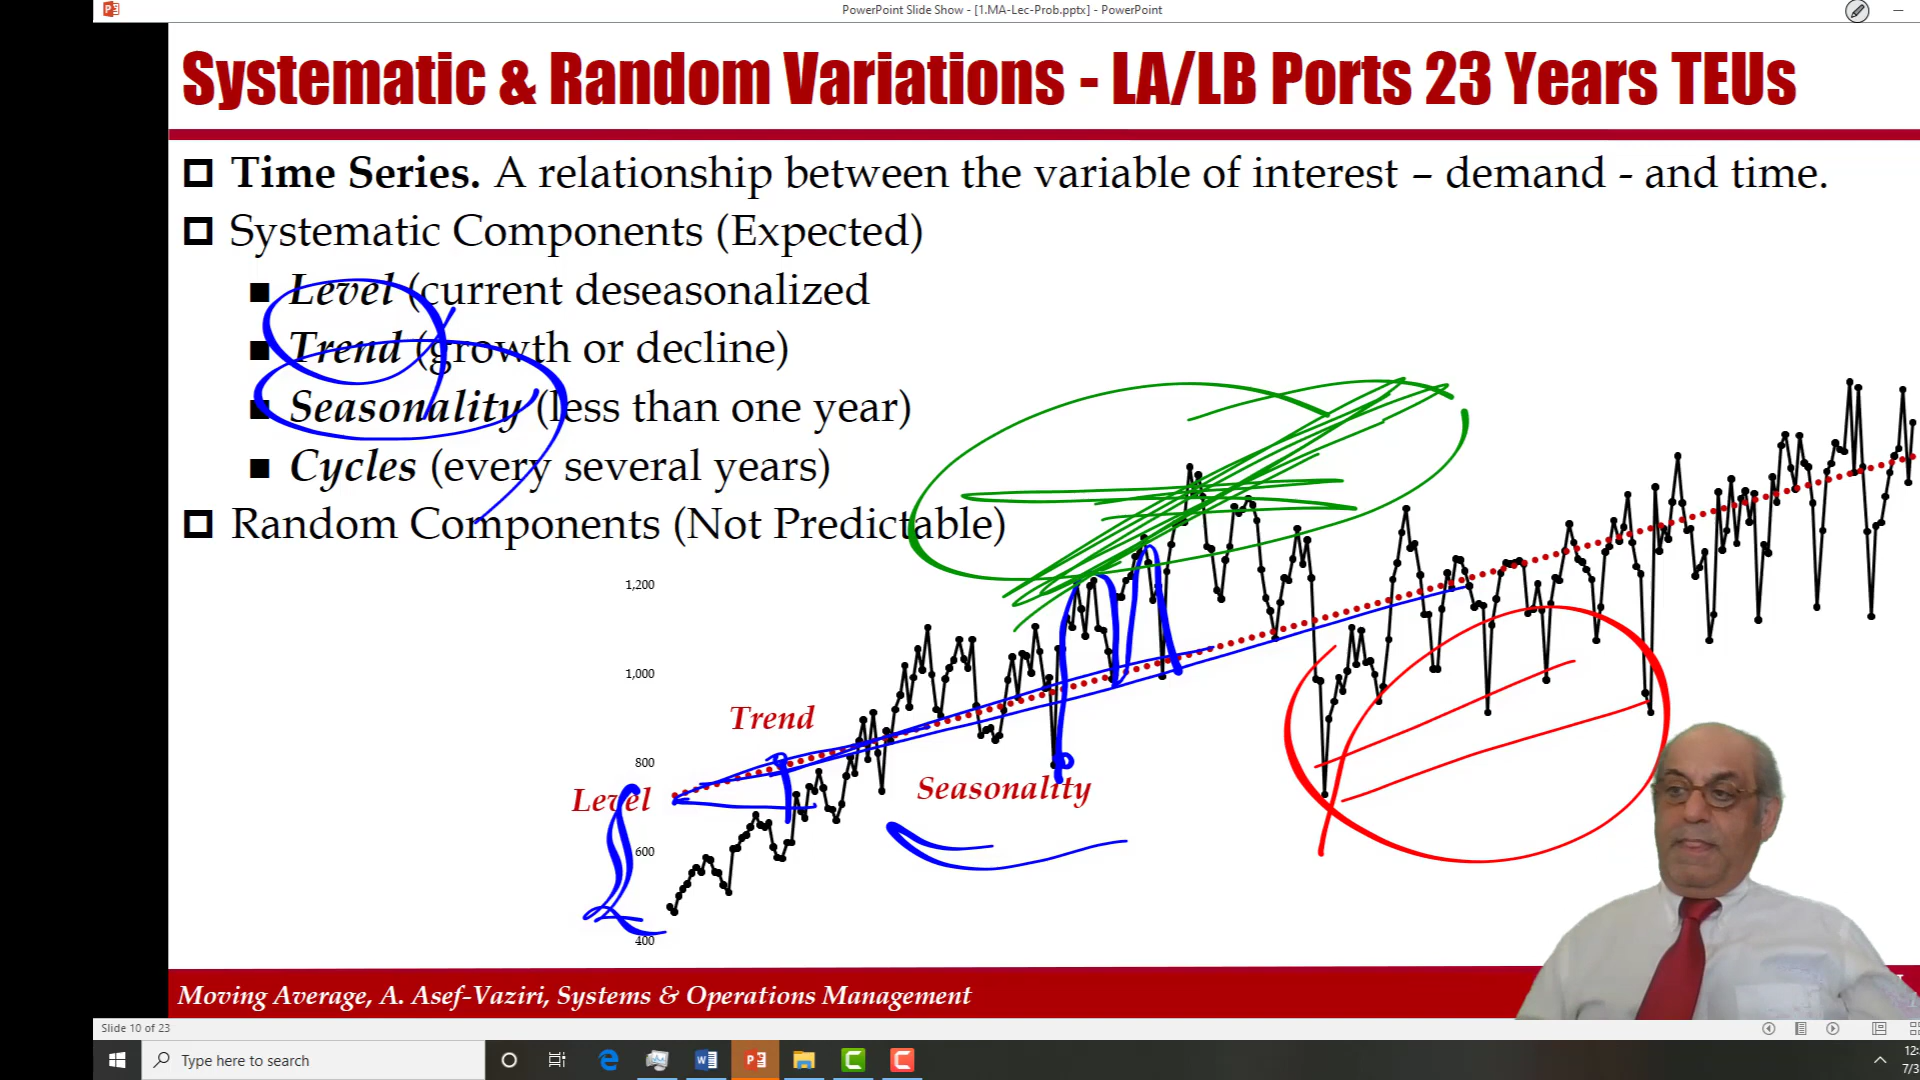 PowerPoint Slide Show - [1.MA-Lec-Prob.pptx] - PowerPoint
Systematic & Random Variations - LA/LB Ports 23 Years TEUs
Time Series. A relationship between the variable of interest – demand - and time.
Systematic Components (Expected)
Level (current deseasonalized
Trend (growth or decline)
Seasonality (less than one year)
Cycles (every several years)
Random Components (Not Predictable)
1,200
1,000
Trend
800
Seasonality
Level
600
400
Moving Average, A. Asef-Vaziri, Systems & Operations Management
Slide 10 of 23
Type here to search
12:
7/3